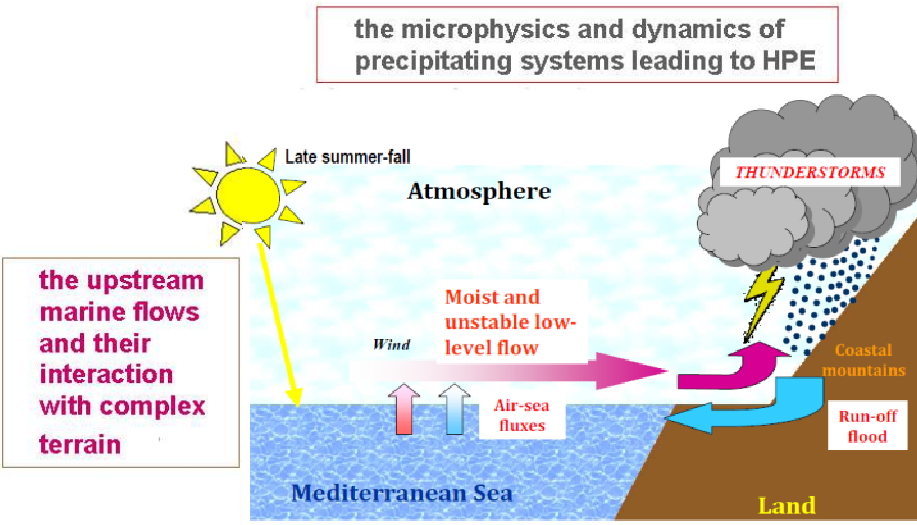 the microphysics and dynamics of
precipitating systems leading to HPE
Late summer-fall
Atmosphere
THUNDERSTORMS
the upstream
marine flows
and their
interaction
with complex
terrain
Moist and
unstable low-
level flow
Wind
Coastal
mountains
Air-sea
fluxes
Run-off
flood
Mediterranean Sea
Land